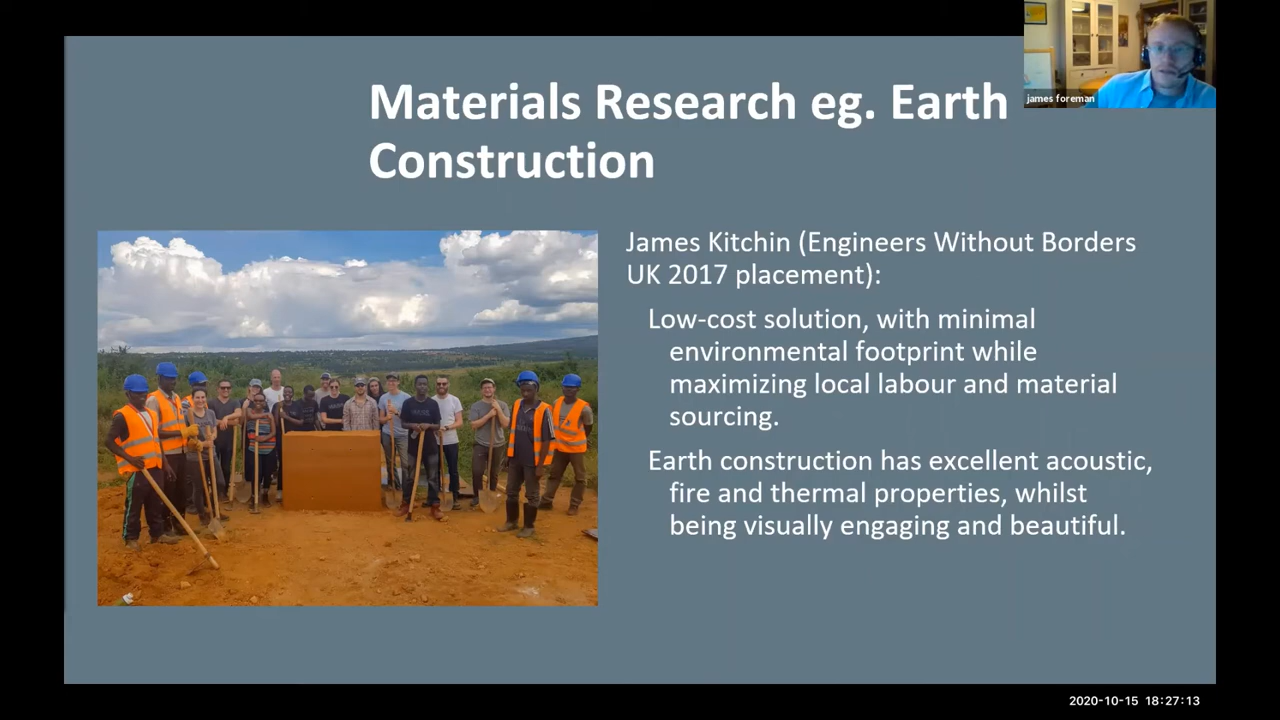 Materials Research eg. Earth
Construction
james foreman
James Kitchin (Engineers Without Borders
UK 2017 placement):
Low-cost solution, with minimal
environmental footprint while
maximizing local labour and material
sourcing.
Earth construction has excellent acoustic,
fire and thermal properties, whilst
being visually engaging and beautiful.
2020-10-15 18:27:13